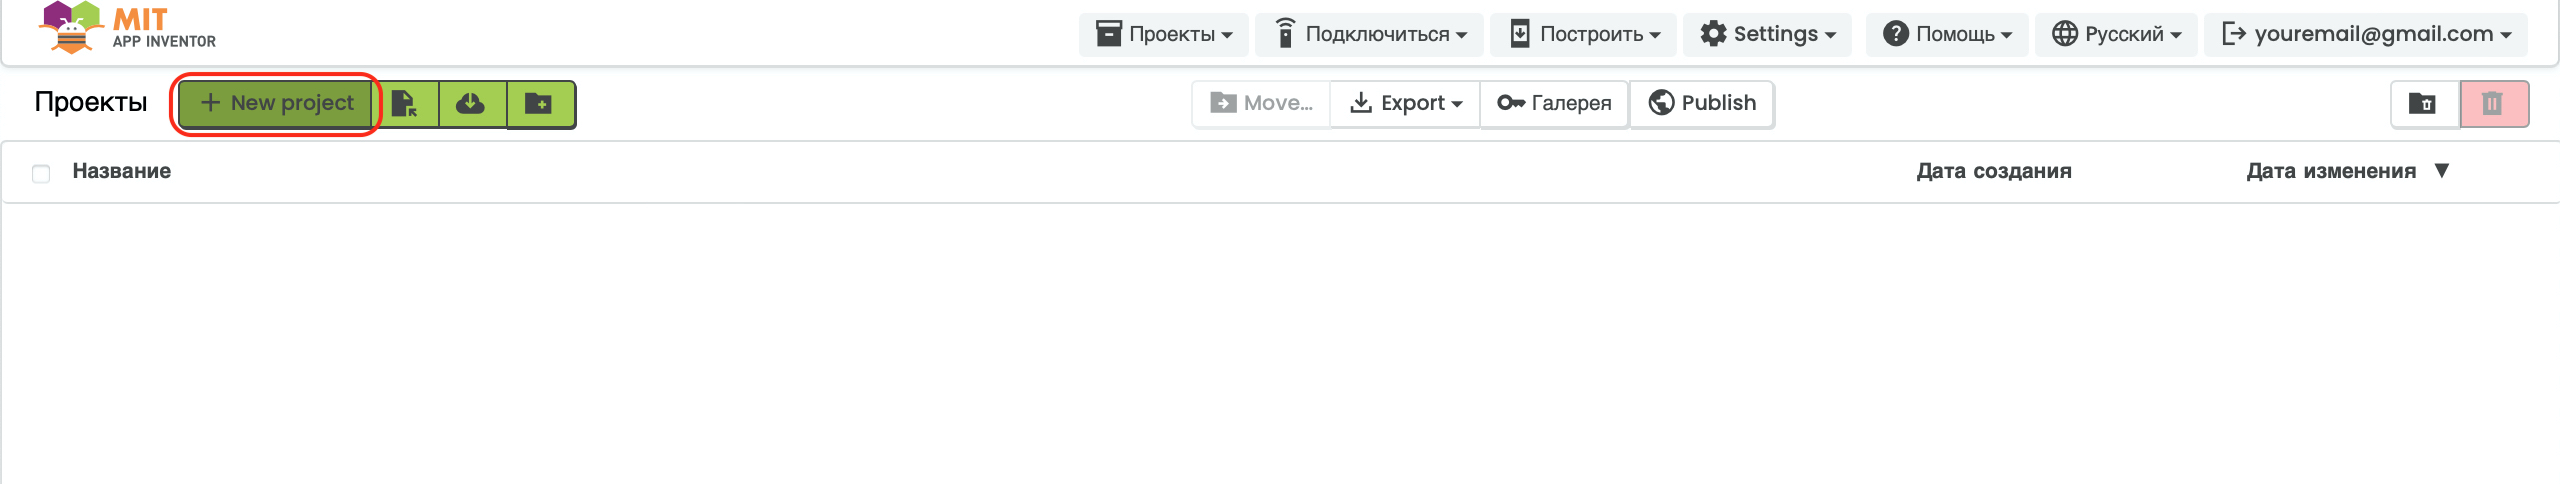 MIT
APP INVENTOR
Проекты
Подключиться
Построить
Settings
Помощь
Русский
youremail@gmail.com
Проекты
New project
Move...
Export
Галерея
Publish
Название
Дата создания
Дата изменения